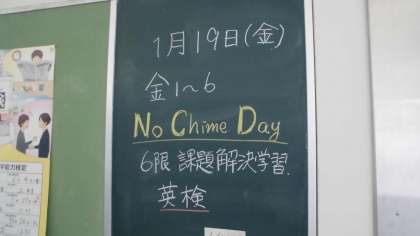 1月19日(金)
金1〜6
No Chime Day
6限 課題解決学習.
英検